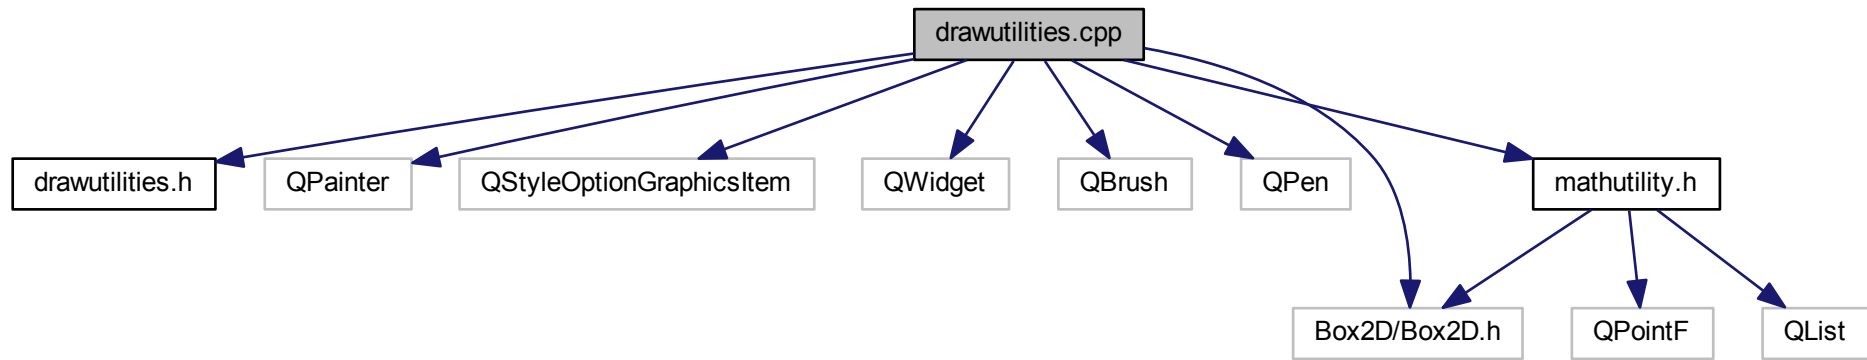 drawutilities.cpp
drawutilities.h
QPainter
QStyleOptionGraphicsItem
QWidget
QBrush
QPen
mathutility.h
Box2D/Box2D.h
QPointF
QList